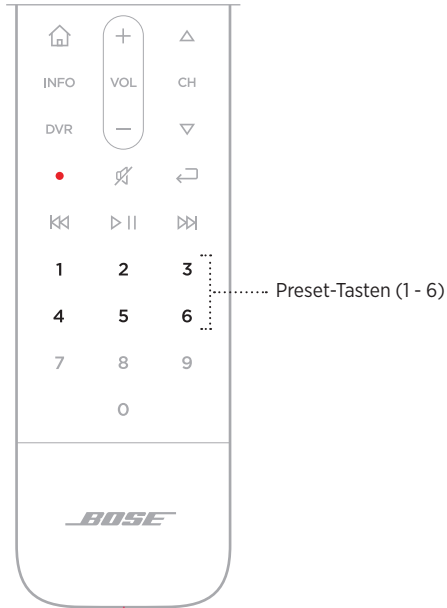 INFO VOL CH
DVR
1 2 3
Preset-Tasten (1 - 6)
4 5 6
7 8 9
0
BOSE